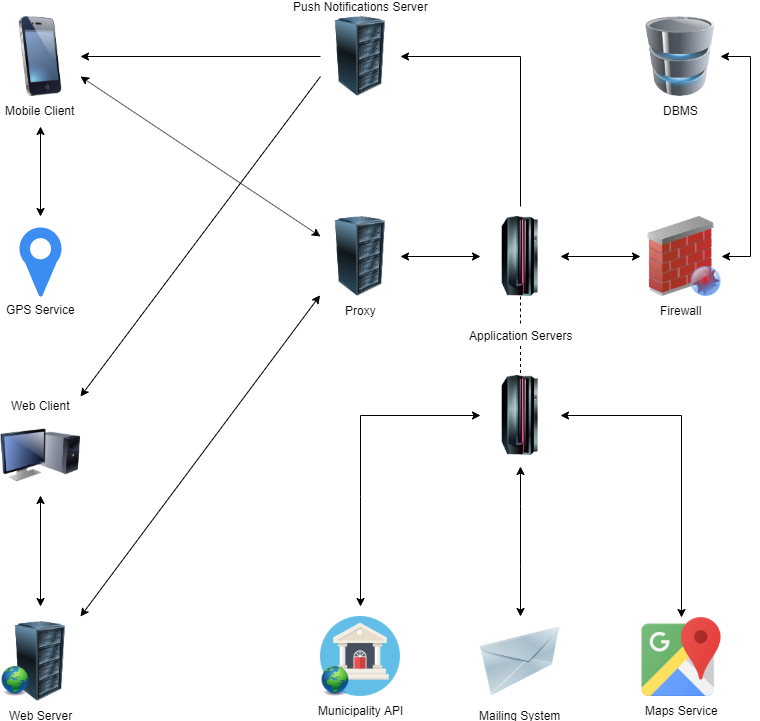 Push Notifications Server
Mobile Client
DBMS
GPS Service
Proxy
Firewall
Application Servers
Web Client
G
Web Server
Municipality API
Mailing System
Maps Service